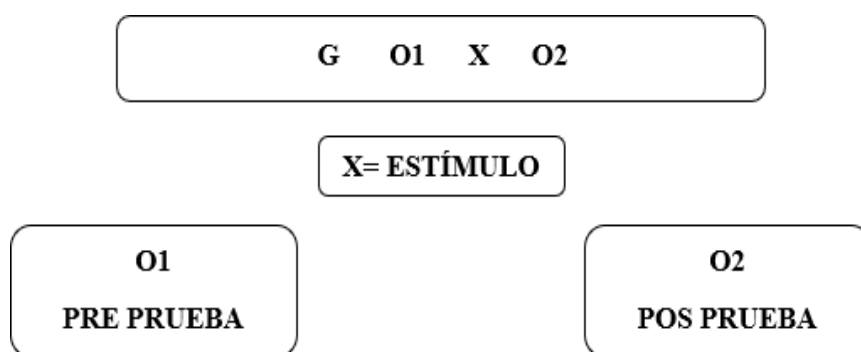 G O1 X O2
X= ESTÍMULO
O1
PRE PRUEBA
O2
POS PRUEBA